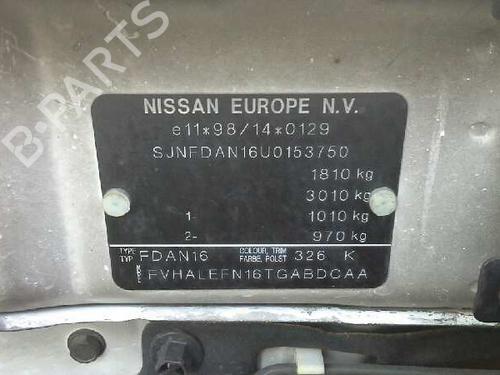 NISSAN EUROPE N.V.
e11*98/14*0129
SJNFDAN16U0153750
1810 kg
3010 kg
1- 1010 kg
2- 970 kg
TYPE TYP FDAN16 COLOUR, TRIM FARBE, POLST 326 K
FVHALEFN16TGABDCAA
B-PARTS